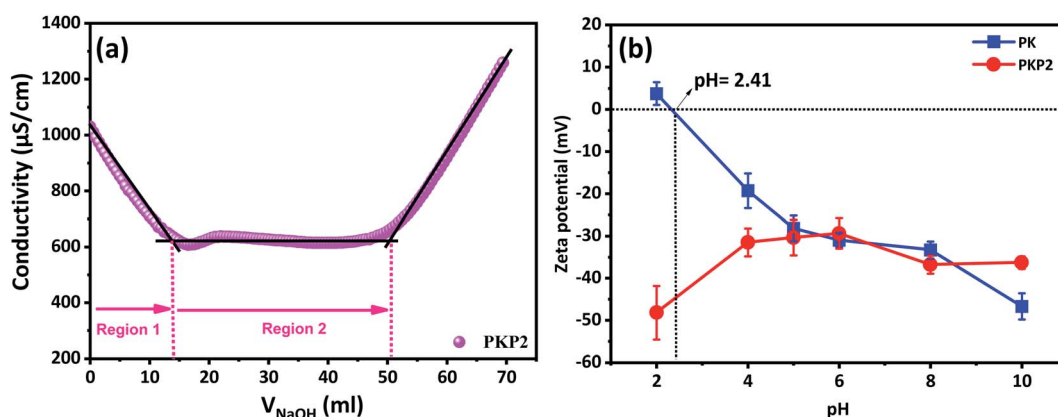 (a)
1400
1200
1000
800
600
400
200
Conductivity (µS/cm)
Region 1
Region 2
PKP2
0 10 20 30 40 50 60 70
V_NaOH (ml)
(b)
20
10
0
-10
-20
-30
-40
-50
-60
Zeta potential (mV)
pH= 2.41
PK
PKP2
2 4 6 8 10
pH